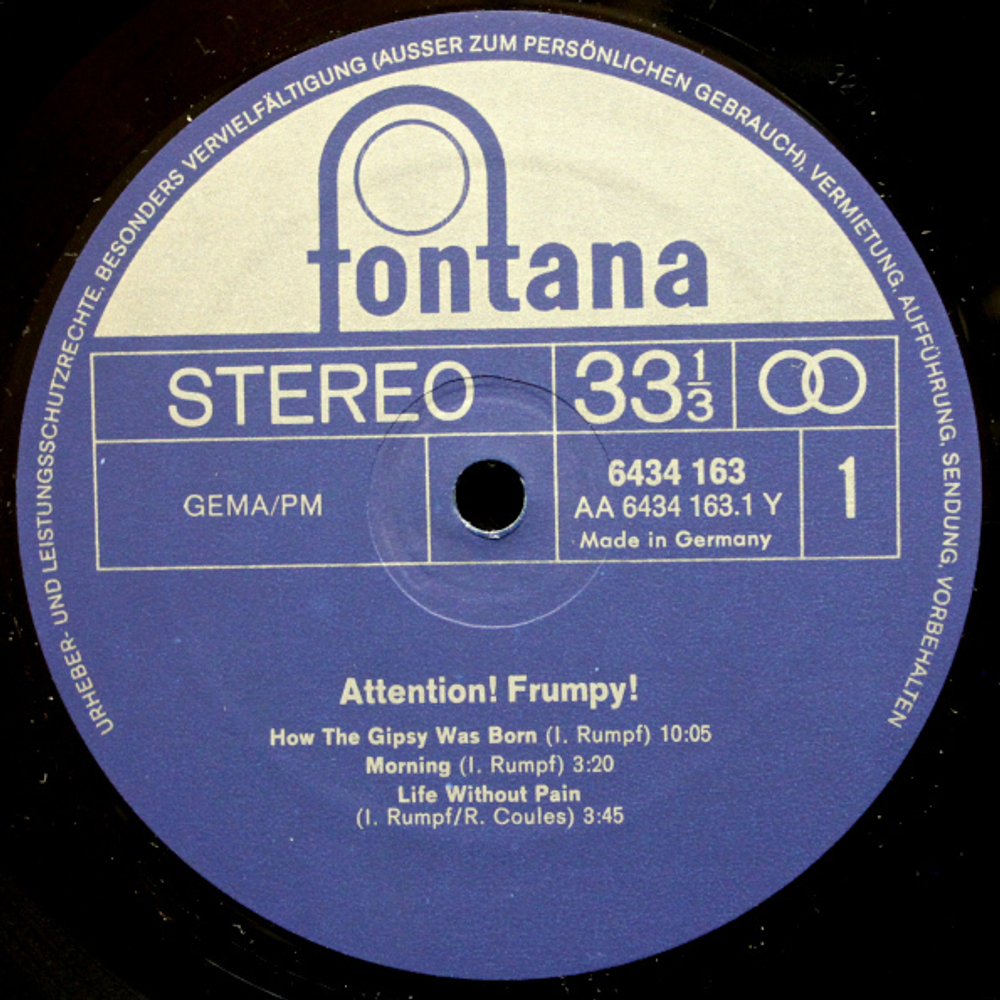 URHEBER- UND LEISTUNGSSCHUTZRECHTE, BESONDERS VERVIELFÄLTIGUNG (AUSSER ZUM PERSÖNLICHEN GEBRAUCH), VERMIETUNG, AUFFÜHRUNG, SENDUNG, VORBEHALTEN
fontana
STEREO
33 1/3
GEMA/PM
6434 163
AA 6434 163.1 Y
Made in Germany
1
Attention! Frumpy!
How The Gipsy Was Born (I. Rumpf) 10:05
Morning (I. Rumpf) 3:20
Life Without Pain
(I. Rumpf/R. Coules) 3:45